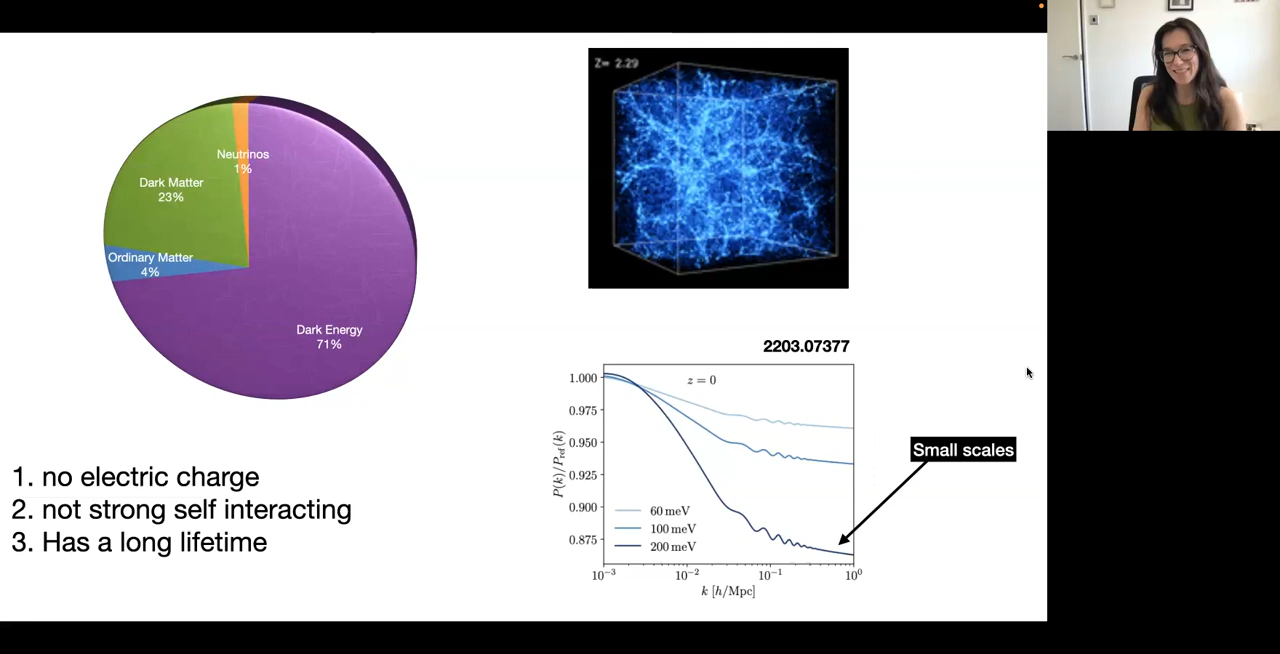 Neutrinos
1%
Dark Matter
23%
Ordinary Matter
4%
Dark Energy
71%
1. no electric charge
2. not strong self interacting
3. Has a long lifetime
Z= 2.29
2203.07377
z = 0
1.000
0.975
0.950
0.925
0.900
0.875
P(k)/P_ref(k)
60 meV
100 meV
200 meV
10⁻³ 10⁻² 10⁻¹ 10⁰
k [h/Mpc]
Small scales